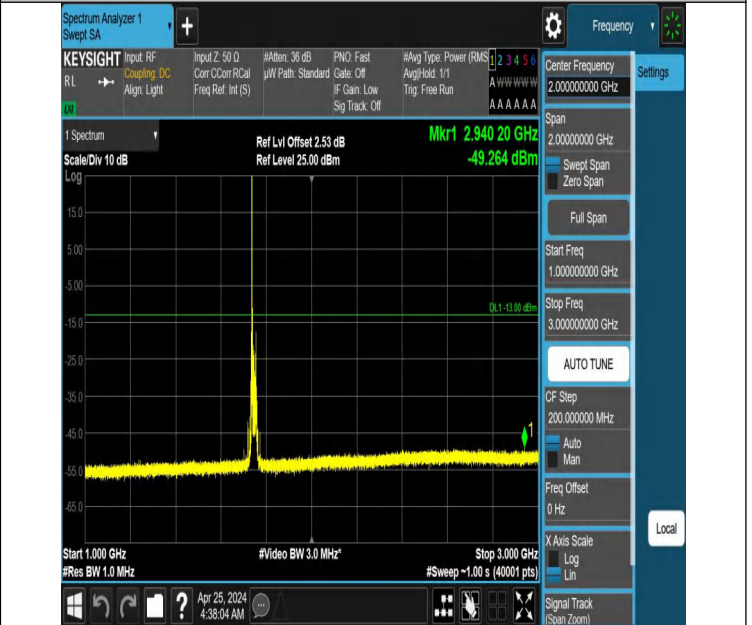 Spectrum Analyzer 1
Swept SA
+
Frequency
KEYSIGHT
RL
Input: RF
Coupling: DC
Align: Light
Input Z: 50 Ω
Corr CCorr RCal
Freq Ref: Int (S)
#Atten: 36 dB
µW Path: Standard
PNO: Fast
Gate: Off
IF Gain: Low
Sig Track: Off
#Avg Type: Power (RMS
Avg|Hold: 1/1
Trig: Free Run
1 2 3 4 5 6
A W W W W W
A A A A A A
Center Frequency
2.00000000 GHz
Settings
Span
2.00000000 GHz
Swept Span
Zero Span
Full Span
Start Freq
1.000000000 GHz
Stop Freq
3.000000000 GHz
AUTO TUNE
CF Step
200.000000 MHz
Auto
Man
Freq Offset
0 Hz
X Axis Scale
Log
Lin
Local
Signal Track
(Span Zoom)
1 Spectrum
Scale/Div 10 dB
Log
Ref Lvl Offset 2.53 dB
Ref Level 25.00 dBm
Mkr1 2.940 20 GHz
-49.264 dBm
15.0
5.00
-5.00
-15.0
-25.0
-35.0
-45.0
-55.0
-65.0
DL1 -13.00 dBm
1
Start 1.000 GHz
#Res BW 1.0 MHz
#Video BW 3.0 MHz*
Stop 3.000 GHz
#Sweep ~1.00 s (40001 pts)
?
Apr 25, 2024
4:38:04 AM